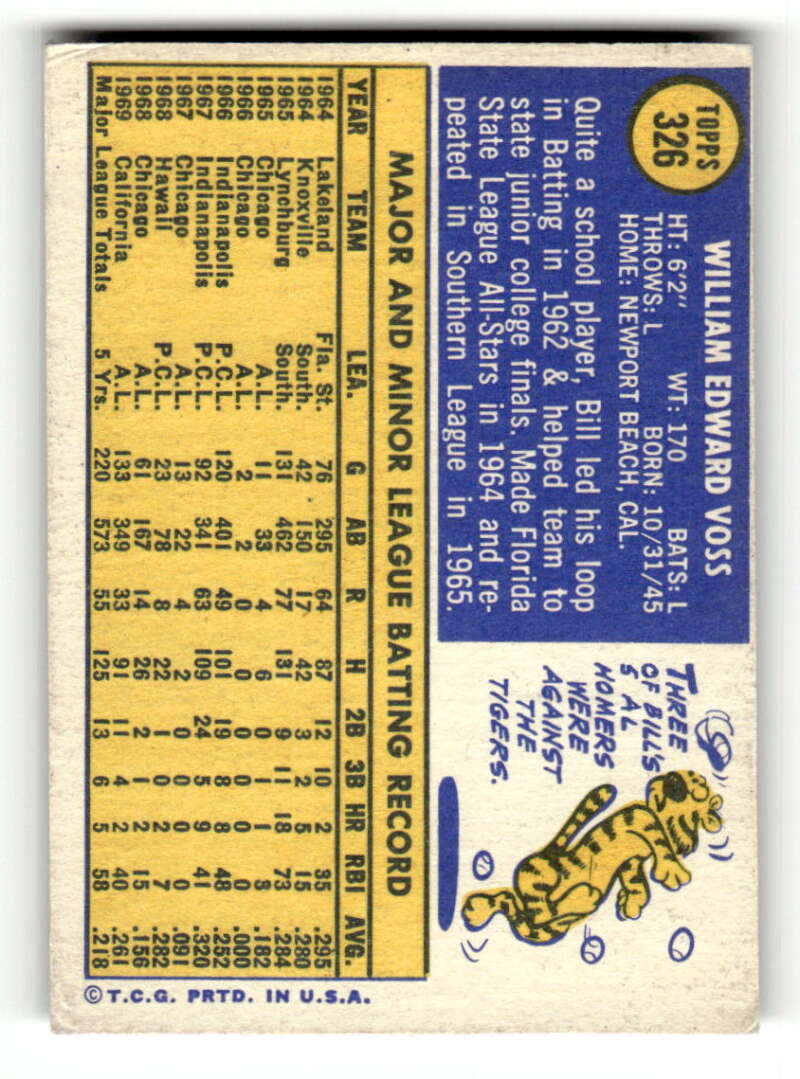 TOPPS
326
WILLIAM EDWARD VOSS
HT: 6'2" WT: 170 BATS: L
THROWS: L BORN: 10/31/45
HOME: NEWPORT BEACH, CAL.
Quite a school player, Bill led his loop
in Batting in 1962 & helped team to
state junior college finals. Made Florida
State League All-Stars in 1964 and re-
peated in Southern League in 1965.
THREE
OF BILL'S
5 AL
HOMERS
WERE
AGAINST
THE
TIGERS.
MAJOR AND MINOR LEAGUE BATTING RECORD
YEAR TEAM LEA. G AB R H 2B 3B HR RBI AVG.
1964 Lakeland Fla. St. 76 295 64 87 12 10 2 35 .295
1964 Knoxville South. 42 150 17 42 3 2 5 15 .280
1965 Lynchburg South. 131 462 77 131 9 11 18 73 .284
1965 Chicago A.L. 11 33 4 6 0 1 1 3 .182
1966 Chicago A.L. 2 2 0 0 0 0 0 0 .000
1966 Indianapolis P.C.L. 120 401 49 101 19 8 8 48 .252
1967 Indianapolis P.C.L. 92 341 63 109 24 5 9 41 .320
1967 Chicago A.L. 13 22 4 2 0 0 0 0 .091
1968 Hawaii P.C.L. 23 78 8 22 1 0 2 7 .282
1968 Chicago A.L. 61 167 14 26 2 1 2 15 .156
1969 California A.L. 133 349 33 91 11 4 2 40 .261
Major League Totals 5 Yrs. 220 573 55 125 13 6 5 58 .218
© T.C.G. PRTD. IN U.S.A.